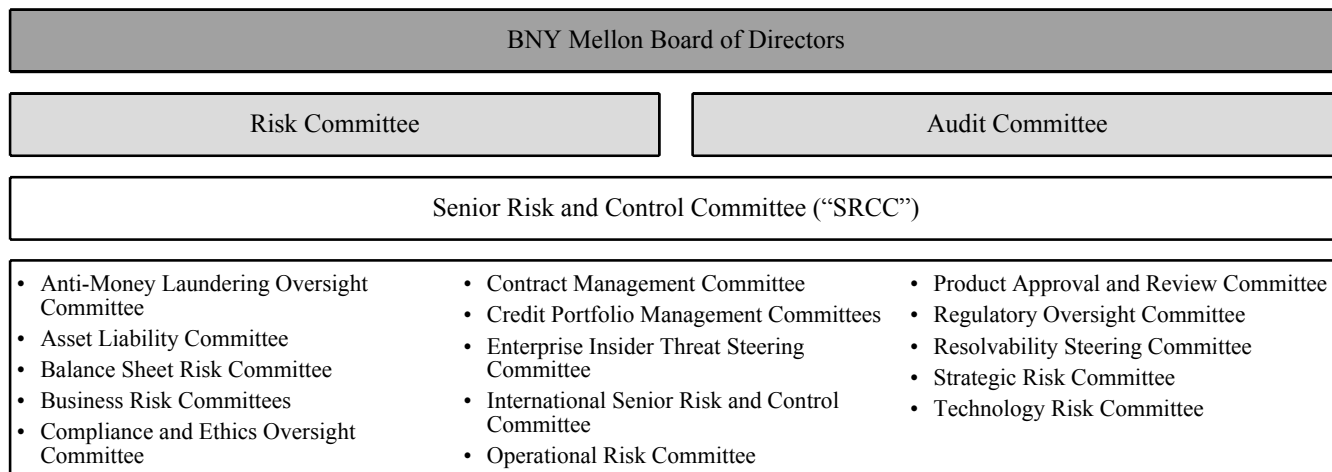 BNY Mellon Board of Directors
Risk Committee
Audit Committee
Senior Risk and Control Committee (“SRCC”)
• Anti-Money Laundering Oversight
Committee
• Asset Liability Committee
• Balance Sheet Risk Committee
• Business Risk Committees
• Compliance and Ethics Oversight
Committee
• Contract Management Committee
• Credit Portfolio Management Committees
• Enterprise Insider Threat Steering
Committee
• International Senior Risk and Control
Committee
• Operational Risk Committee
• Product Approval and Review Committee
• Regulatory Oversight Committee
• Resolvability Steering Committee
• Strategic Risk Committee
• Technology Risk Committee